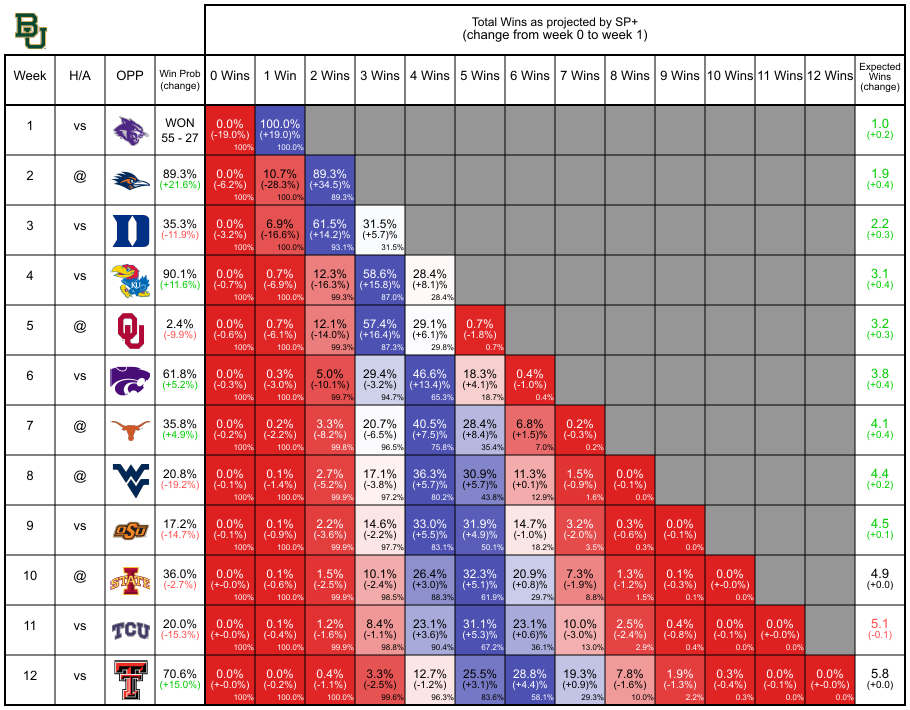 BU
Total Wins as projected by SP+
(change from week 0 to week 1)
Week H/A OPP Win Prob (change) 0 Wins 1 Win 2 Wins 3 Wins 4 Wins 5 Wins 6 Wins 7 Wins 8 Wins 9 Wins 10 Wins 11 Wins 12 Wins Expected Wins (change)
1 vs WON 0.0% 100.0% 1.0
55 - 27 (-19.0%) (+19.0)% (+0.2)
100% 100.0%
2 @ 89.3% 0.0% 10.7% 89.3% 1.9
(+21.6%) (-6.2%) (-28.3%) (+34.5)% (+0.4)
100% 100.0% 89.3%
3 vs D 35.3% 0.0% 6.9% 61.5% 31.5% 2.2
(-11.9%) (-3.2%) (-16.6%) (+14.2)% (+5.7)% (+0.3)
100% 100.0% 93.1% 31.5%
4 vs KU 90.1% 0.0% 0.7% 12.3% 58.6% 28.4% 3.1
(+11.6%) (-0.7%) (-6.9%) (-16.3%) (+15.8)% (+8.1)% (+0.4)
100% 100.0% 99.3% 87.0% 28.4%
5 @ OU 2.4% 0.0% 0.7% 12.1% 57.4% 29.1% 0.7% 3.2
(-9.9%) (-0.6%) (-6.1%) (-14.0%) (+16.4)% (+6.1)% (-1.8%) (+0.3)
100% 100.0% 99.3% 87.3% 29.8% 0.7%
6 vs 61.8% 0.0% 0.3% 5.0% 29.4% 46.6% 18.3% 0.4% 3.8
(+5.2%) (-0.3%) (-3.0%) (-10.1%) (-3.2%) (+13.4)% (+4.1)% (-1.0%) (+0.4)
100% 100.0% 99.7% 94.7% 65.3% 18.7% 0.4%
7 @ 35.8% 0.0% 0.2% 3.3% 20.7% 40.5% 28.4% 6.8% 0.2% 4.1
(+4.9%) (-0.2%) (-2.2%) (-8.2%) (-6.5%) (+7.5)% (+8.4)% (+1.5)% (-0.3%) (+0.4)
100% 100.0% 99.8% 96.5% 75.8% 35.4% 7.0% 0.2%
8 @ WV 20.8% 0.0% 0.1% 2.7% 17.1% 36.3% 30.9% 11.3% 1.5% 0.0% 4.4
(-19.2%) (-0.1%) (-1.4%) (-5.2%) (-3.8%) (+5.7)% (+5.7)% (+0.1)% (-0.9%) (-0.1%) (+0.2)
100% 100.0% 99.9% 97.2% 80.2% 43.8% 12.9% 1.6% 0.0%
9 vs OSU 17.2% 0.0% 0.1% 2.2% 14.6% 33.0% 31.9% 14.7% 3.2% 0.3% 0.0% 4.5
(-14.7%) (-0.1%) (-0.9%) (-3.6%) (-2.2%) (+5.5)% (+4.9)% (-1.0%) (-2.0%) (-0.6%) (-0.1%) (+0.1)
100% 100.0% 99.9% 97.7% 83.1% 50.1% 18.2% 3.5% 0.3% 0.0%
10 @ I STATE 36.0% 0.0% 0.1% 1.5% 10.1% 26.4% 32.3% 20.9% 7.3% 1.3% 0.1% 0.0% 4.9
(-2.7%) (+-0.0%) (-0.6%) (-2.5%) (-2.4%) (+3.0)% (+5.1)% (+0.8)% (-1.9%) (-1.2%) (-0.3%) (+-0.0%) (+0.0)
100% 100.0% 99.9% 98.5% 88.3% 61.9% 29.7% 8.8% 1.5% 0.1% 0.0%
11 vs TCU 20.0% 0.0% 0.1% 1.2% 8.4% 23.1% 31.1% 23.1% 10.0% 2.5% 0.4% 0.0% 0.0% 5.1
(-15.3%) (+-0.0%) (-0.4%) (-1.6%) (-1.1%) (+3.6)% (+5.3)% (+0.6)% (-3.0%) (-2.4%) (-0.8%) (-0.1%) (+-0.0%) (-0.1)
100% 100.0% 99.9% 98.8% 90.4% 67.2% 36.1% 13.0% 2.9% 0.4% 0.0% 0.0%
12 vs T 70.6% 0.0% 0.0% 0.4% 3.3% 12.7% 25.5% 28.8% 19.3% 7.8% 1.9% 0.3% 0.0% 0.0% 5.8
(+15.0%) (+-0.0%) (-0.2%) (-1.1%) (-2.5%) (-1.2%) (+3.1)% (+4.4)% (+0.9)% (-1.6%) (-1.3%) (-0.4%) (-0.1%) (+-0.0%) (+0.0)
100% 100.0% 100.0% 99.6% 96.3% 83.6% 58.1% 29.3% 10.0% 2.2% 0.3% 0.0% 0.0%